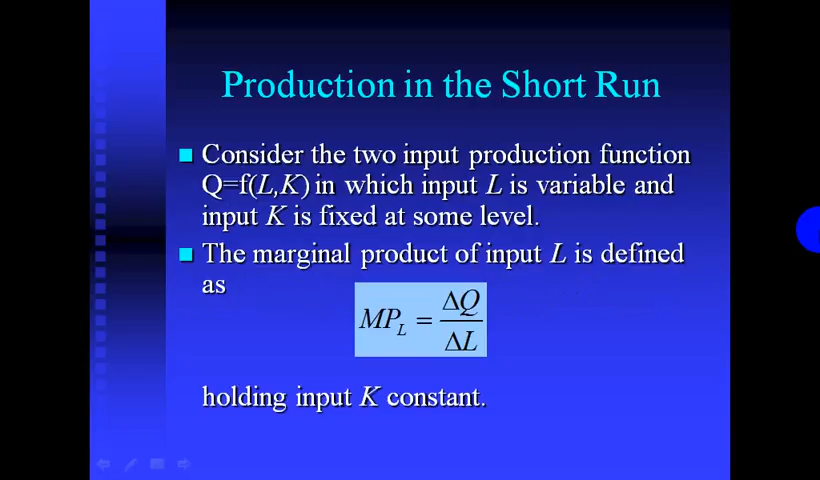 Production in the Short Run
Consider the two input production function
Q=f(L,K) in which input L is variable and
input K is fixed at some level.
The marginal product of input L is defined
as
MP_L = ΔQ/ΔL
holding input K constant.